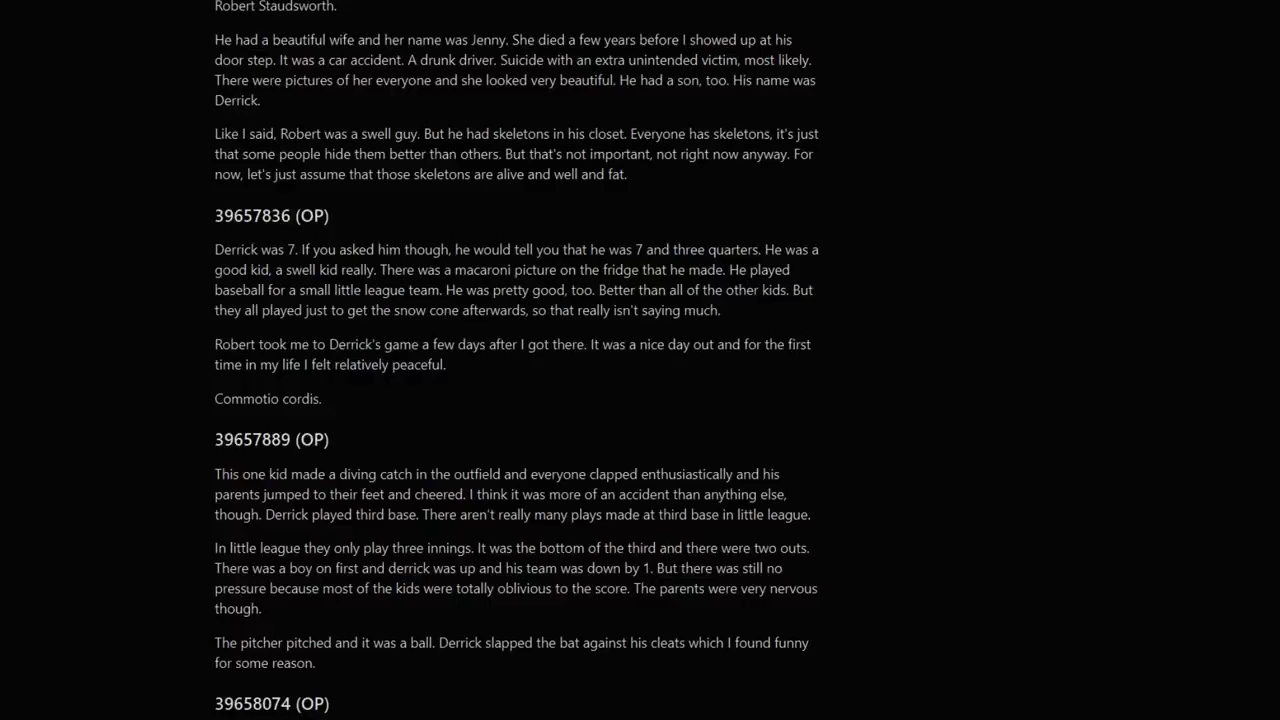 Robert Staudsworth.
He had a beautiful wife and her name was Jenny. She died a few years before I showed up at his
door step. It was a car accident. A drunk driver. Suicide with an extra unintended victim, most likely.
There were pictures of her everyone and she looked very beautiful. He had a son, too. His name was
Derrick.
Like I said, Robert was a swell guy. But he had skeletons in his closet. Everyone has skeletons, it's just
that some people hide them better than others. But that's not important, not right now anyway. For
now, let's just assume that those skeletons are alive and well and fat.
39657836 (OP)
Derrick was 7. If you asked him though, he would tell you that he was 7 and three quarters. He was a
good kid, a swell kid really. There was a macaroni picture on the fridge that he made. He played
baseball for a small little league team. He was pretty good, too. Better than all of the other kids. But
they all played just to get the snow cone afterwards, so that really isn't saying much.
Robert took me to Derrick's game a few days after I got there. It was a nice day out and for the first
time in my life I felt relatively peaceful.
Commotio cordis.
39657889 (OP)
This one kid made a diving catch in the outfield and everyone clapped enthusiastically and his
parents jumped to their feet and cheered. I think it was more of an accident than anything else,
though. Derrick played third base. There aren't really many plays made at third base in little league.
In little league they only play three innings. It was the bottom of the third and there were two outs.
There was a boy on first and derrick was up and his team was down by 1. But there was still no
pressure because most of the kids were totally oblivious to the score. The parents were very nervous
though.
The pitcher pitched and it was a ball. Derrick slapped the bat against his cleats which I found funny
for some reason.
39658074 (OP)